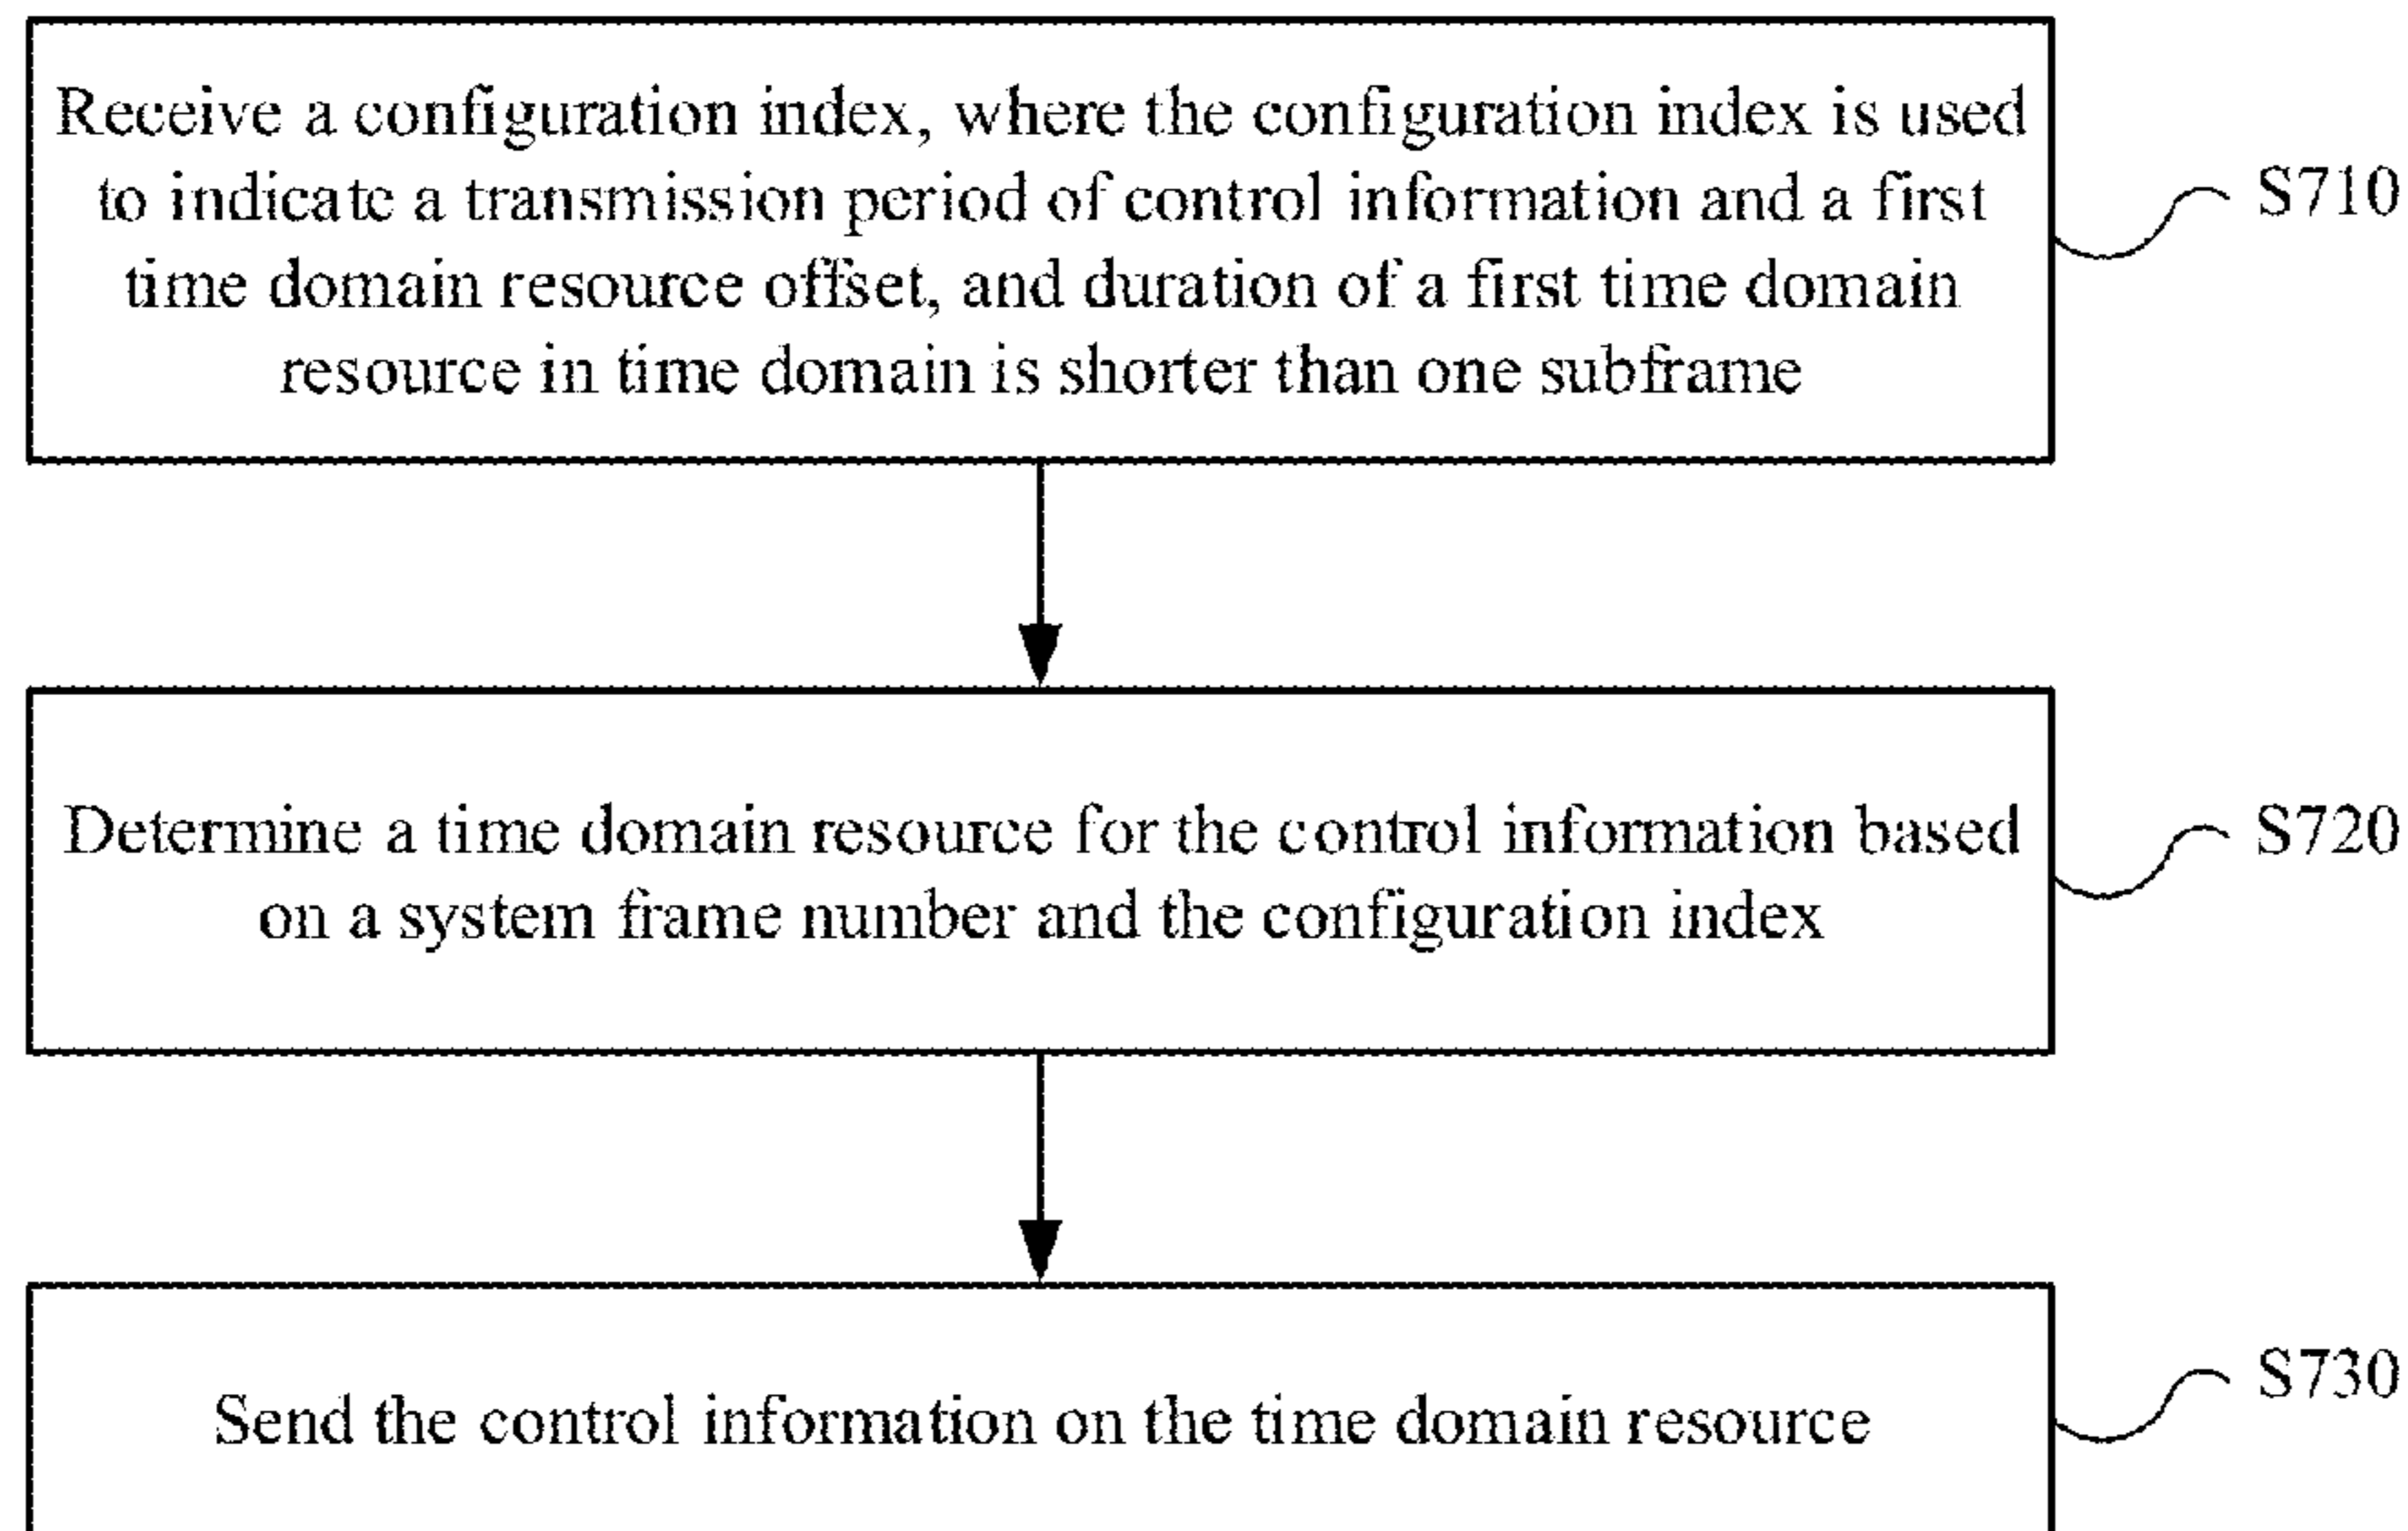 Receive a configuration index, where the configuration index is used
to indicate a transmission period of control information and a first
time domain resource offset, and duration of a first time domain
resource in time domain is shorter than one subframe
S710
Determine a time domain resource for the control information based
on a system frame number and the configuration index
S720
Send the control information on the time domain resource
S730